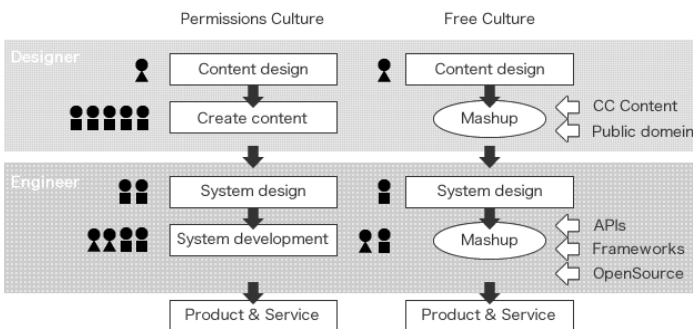 Permissions Culture
Free Culture
Designer
Content design
Content design
Create content
Mashup
CC Content
Public domein
Engineer
System design
System design
System development
Mashup
APIs
Frameworks
OpenSource
Product & Service
Product & Service